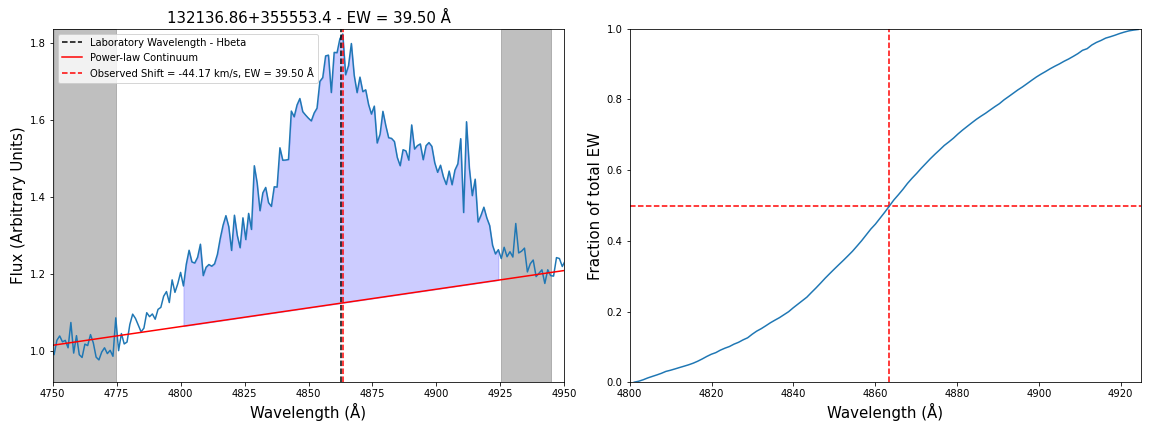 132136.86+355553.4 - EW = 39.50 Å
Laboratory Wavelength - Hbeta
Power-law Continuum
Observed Shift = -44.17 km/s, EW = 39.50 Å
Flux (Arbitrary Units)
1.8
1.6
1.4
1.2
1.0
4750 4775 4800 4825 4850 4875 4900 4925 4950
Wavelength (Å)
Fraction of total EW
1.0
0.8
0.6
0.4
0.2
0.0
4800 4820 4840 4860 4880 4900 4920
Wavelength (Å)